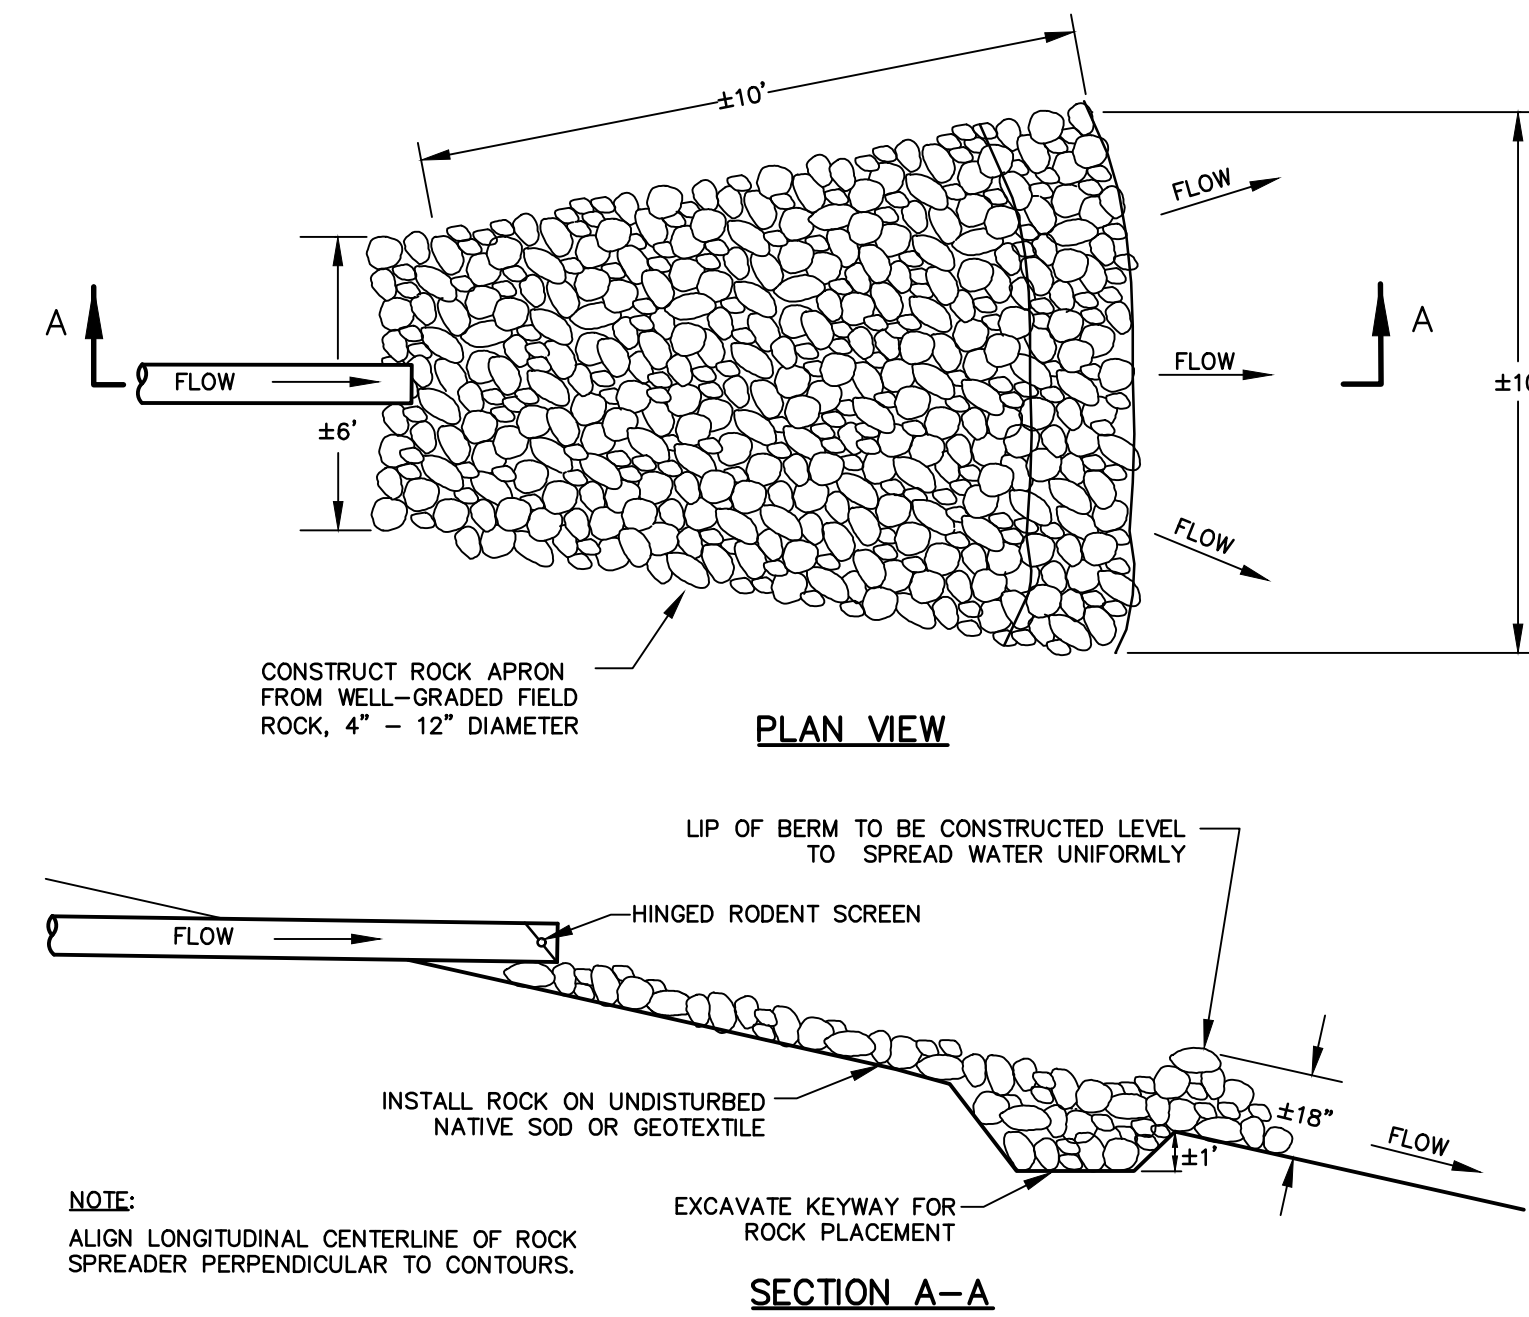 ±10'
FLOW
A
A
FLOW
FLOW
±10
±6'
FLOW
CONSTRUCT ROCK APRON
FROM WELL-GRADED FIELD
ROCK, 4" - 12" DIAMETER
PLAN VIEW
LIP OF BERM TO BE CONSTRUCTED LEVEL
TO SPREAD WATER UNIFORMLY
HINGED RODENT SCREEN
FLOW
INSTALL ROCK ON UNDISTURBED
NATIVE SOD OR GEOTEXTILE
±18"
±1'
FLOW
EXCAVATE KEYWAY FOR
ROCK PLACEMENT
NOTE:
ALIGN LONGITUDINAL CENTERLINE OF ROCK
SPREADER PERPENDICULAR TO CONTOURS.
SECTION A-A